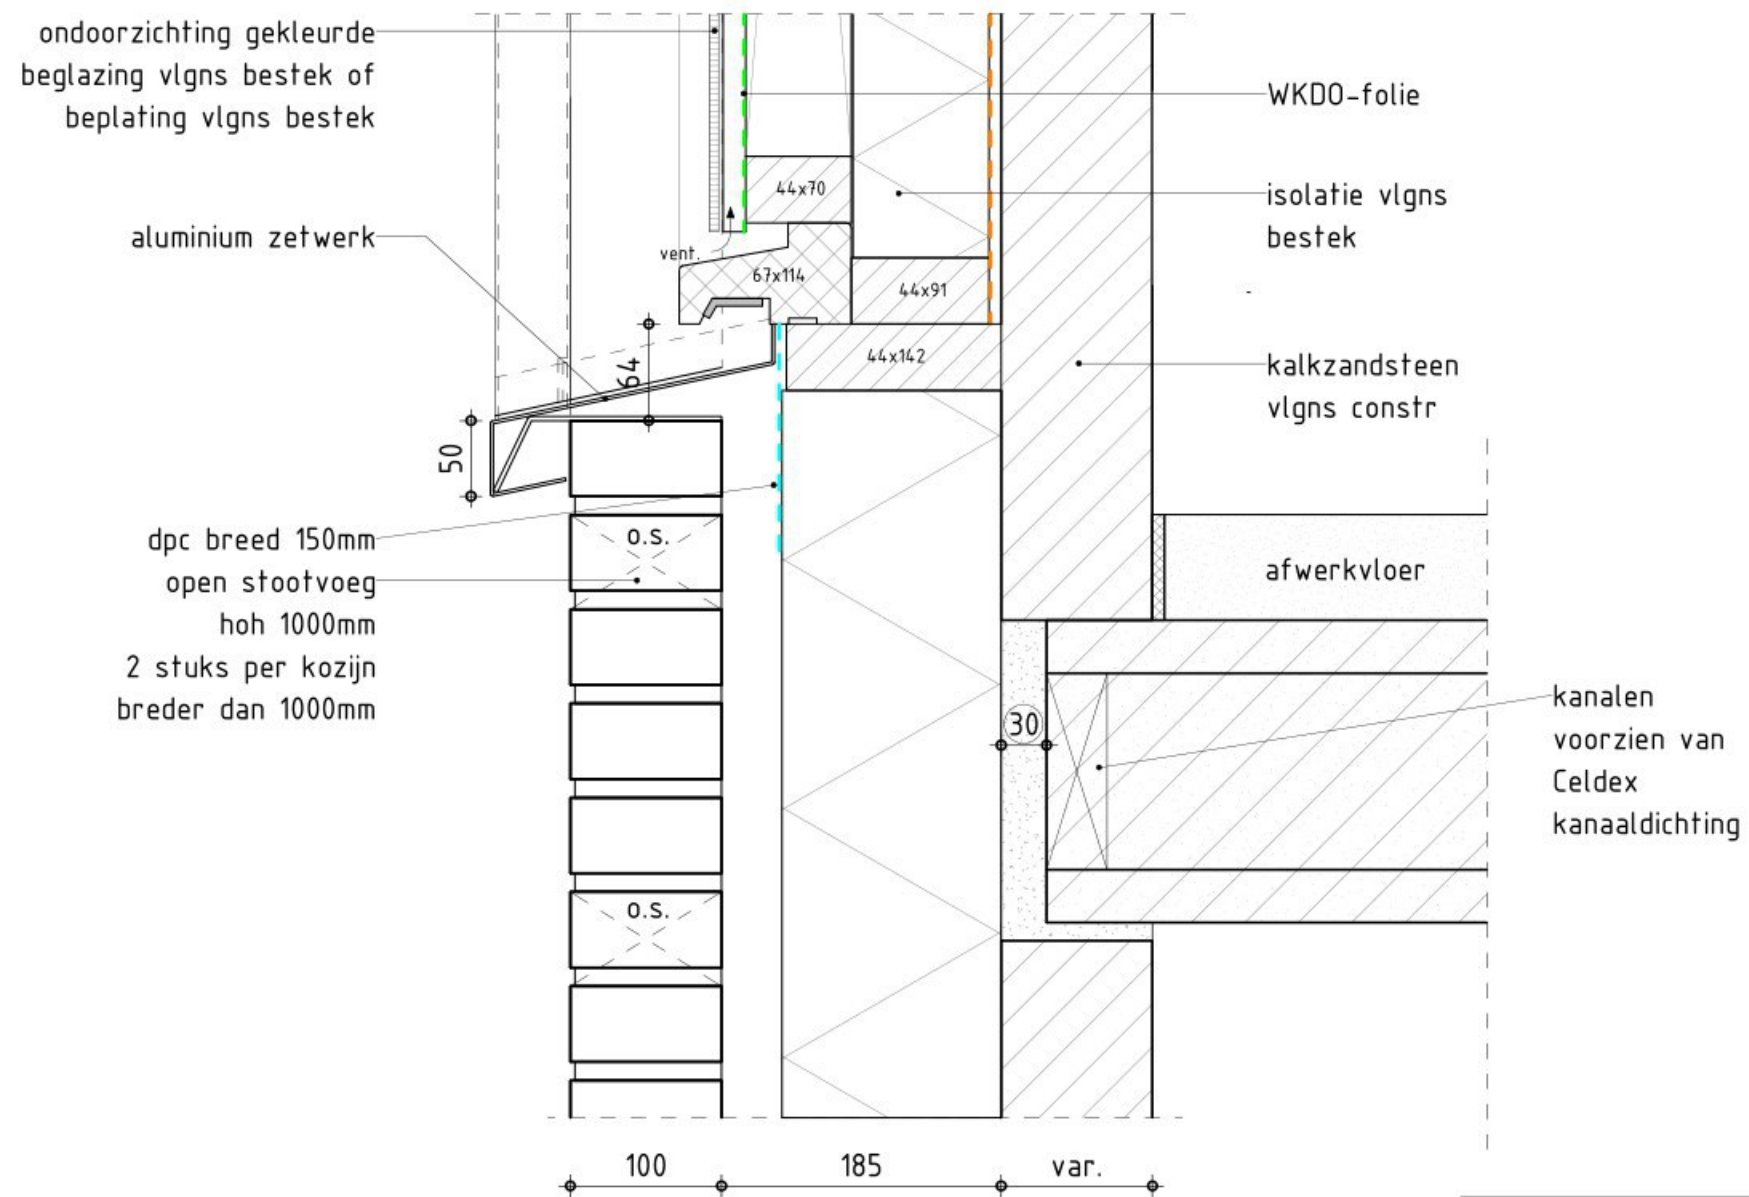 ondoorzichting gekleurde
beglazing vlgns bestek of
beplating vlgns bestek
WKDO-folie
44x70
isolatie vlgns
bestek
aluminium zetwerk
vent.
67x114
44x91
44x142
kalkzandsteen
vlgns constr
64
50
dpc breed 150mm
open stootvoeg
hoh 1000mm
2 stuks per kozijn
breder dan 1000mm
o.s.
afwerkvloer
30
kanalen
voorzien van
Celdex
kanaaldichting
o.s.
100
185
var.